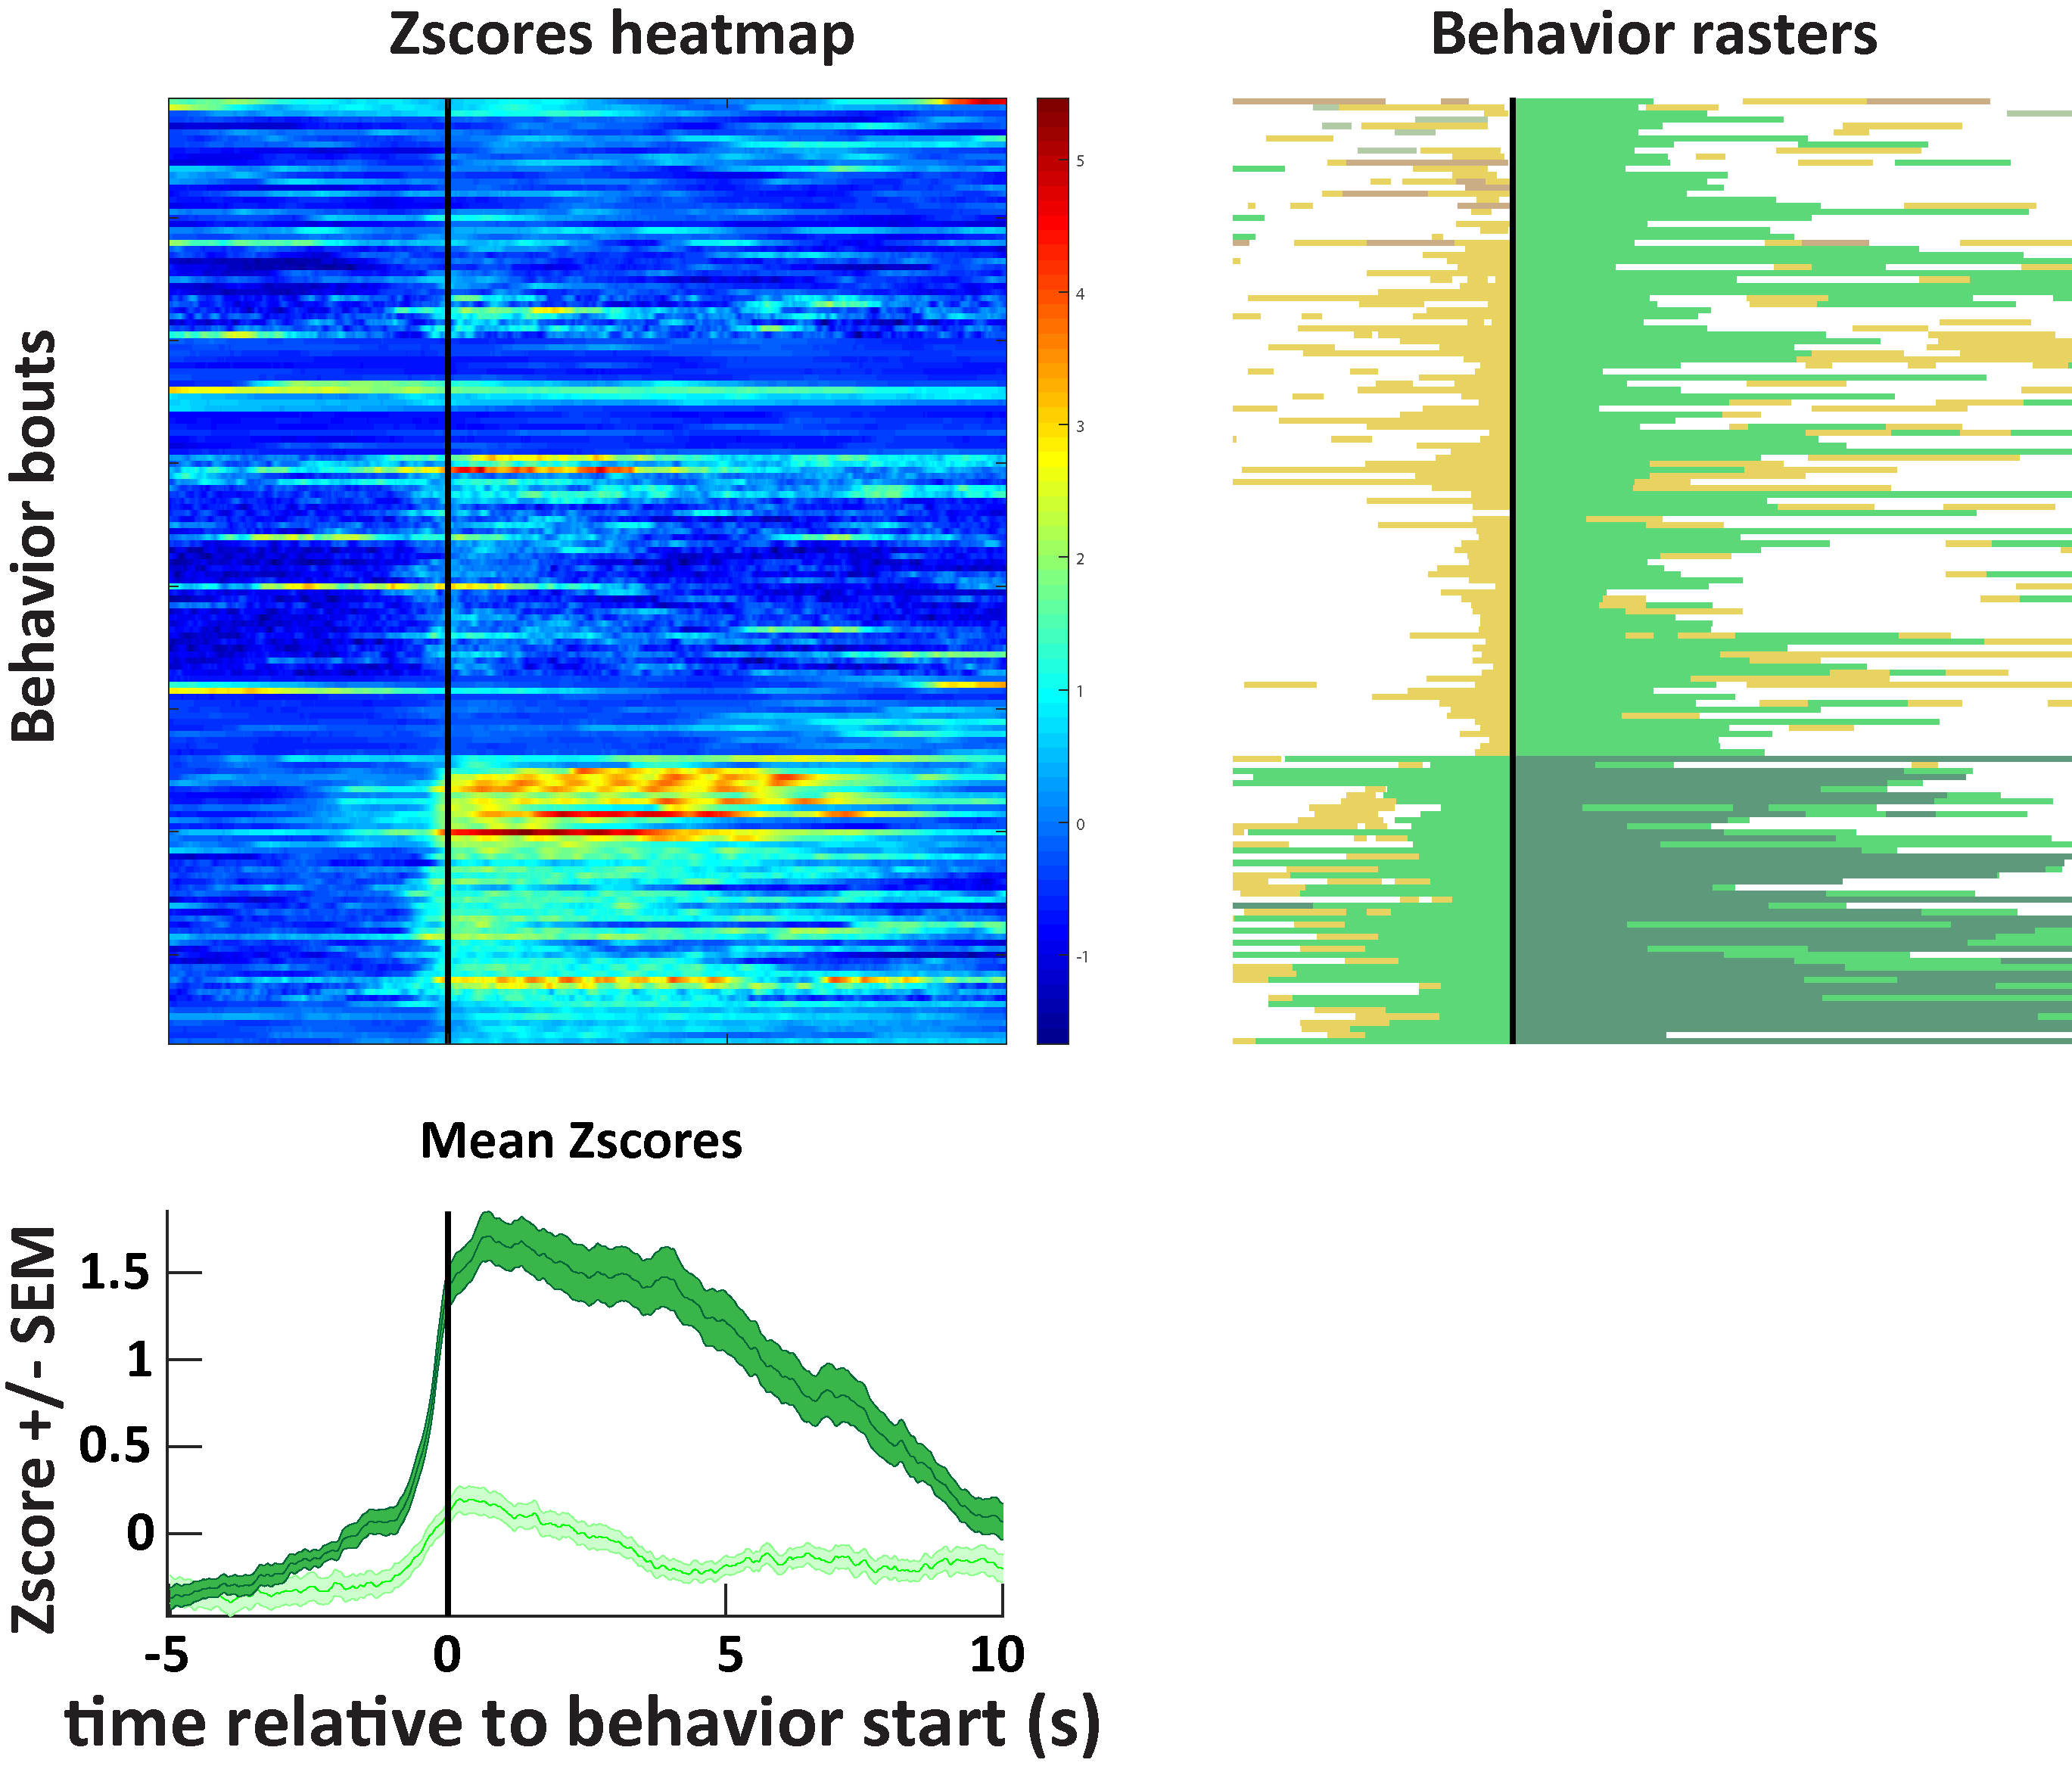 Zscores heatmap
Behavior rasters
Behavior bouts
5
4
3
2
1
0
-1
Mean Zscores
Zscore +/- SEM
1.5
1
0.5
0
-5 0 5 10
time relative to behavior start (s)